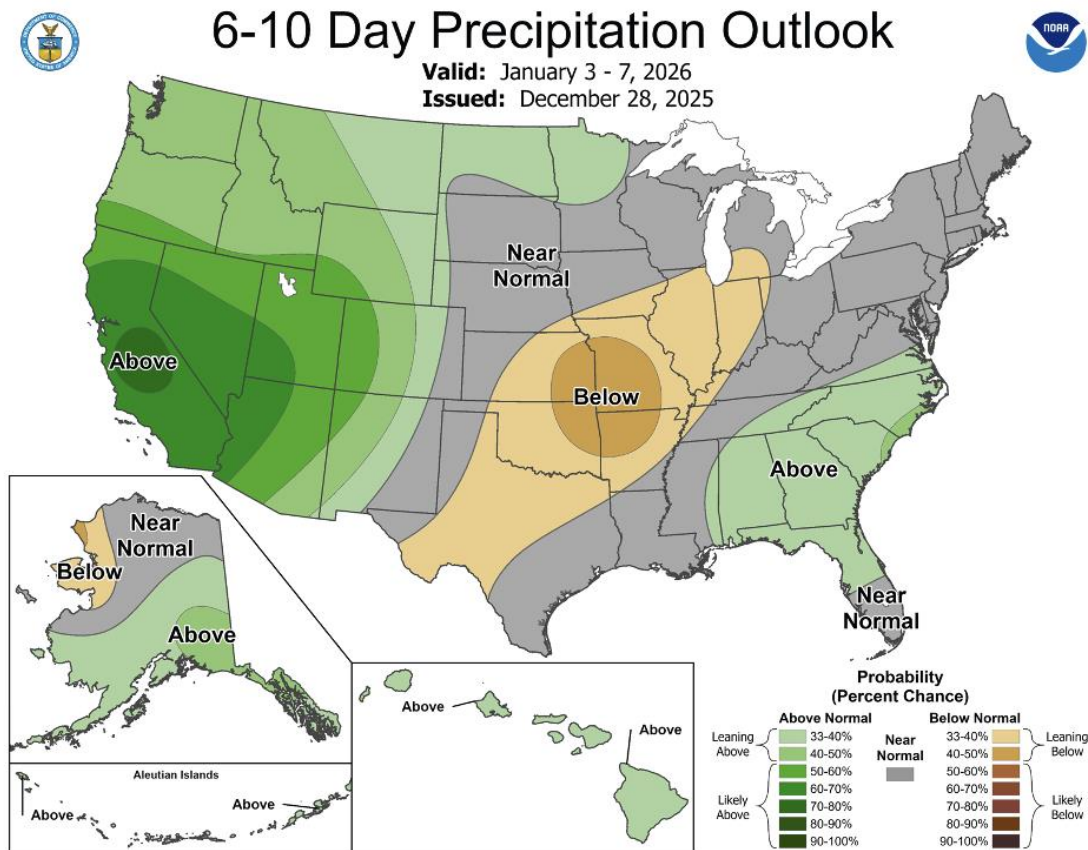 6-10 Day Precipitation Outlook
Valid: January 3 - 7, 2026
Issued: December 28, 2025
NOAA
Near
Normal
Above
Below
Above
Near
Normal
Near
Normal
Below
Above
Aleutian Islands
Above
Above
Above
Above
Probability
(Percent Chance)
Above Normal
Below Normal
Near
Normal
Leaning
Above
Likely
Above
33-40%
40-50%
50-60%
60-70%
70-80%
80-90%
90-100%
33-40%
40-50%
50-60%
60-70%
70-80%
80-90%
90-100%
Leaning
Below
Likely
Below